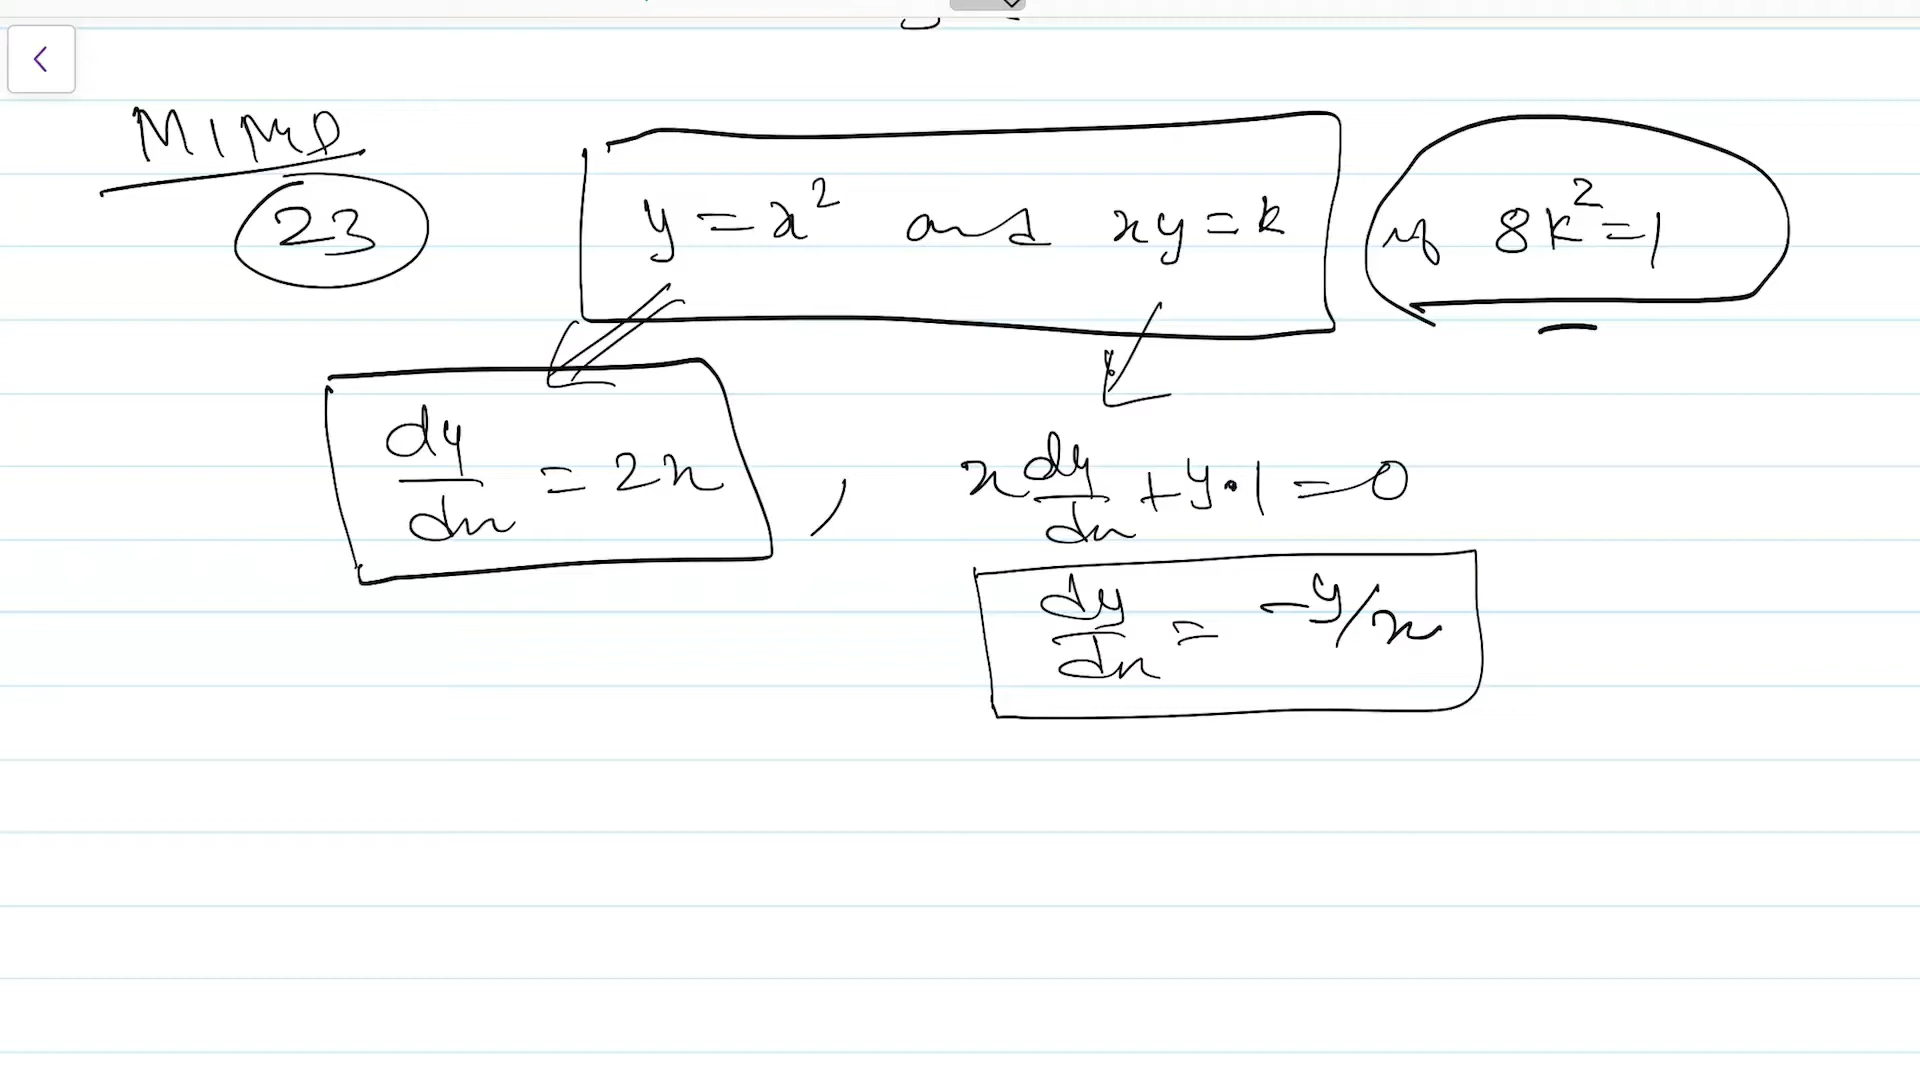 MIMP
23 y = x² and xy = k if 8k² = 1
dy/dx = 2x , x dy/dx + y·1 = 0
dy/dx = -y/x